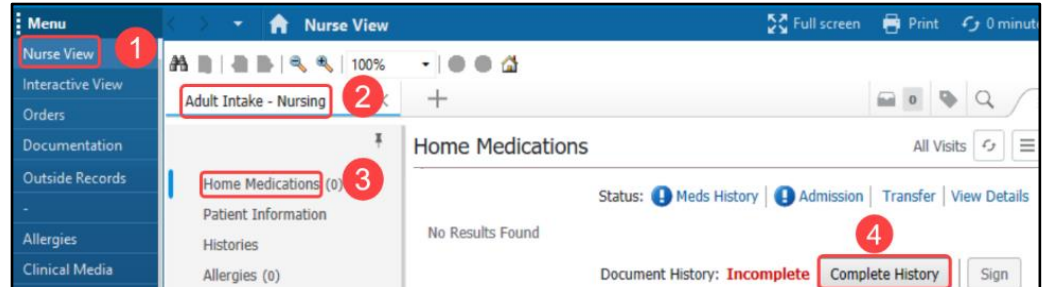 Menu
Nurse View
Full screen
Print
0 minut
Nurse View
1
Interactive View
Orders
Documentation
Outside Records
-
Allergies
Clinical Media
100%
Adult Intake - Nursing
2
0
Home Medications (0)
3
Patient Information
Histories
Allergies (0)
Home Medications
All Visits
Status: Meds History Admission Transfer View Details
No Results Found
4
Document History: Incomplete Complete History Sign